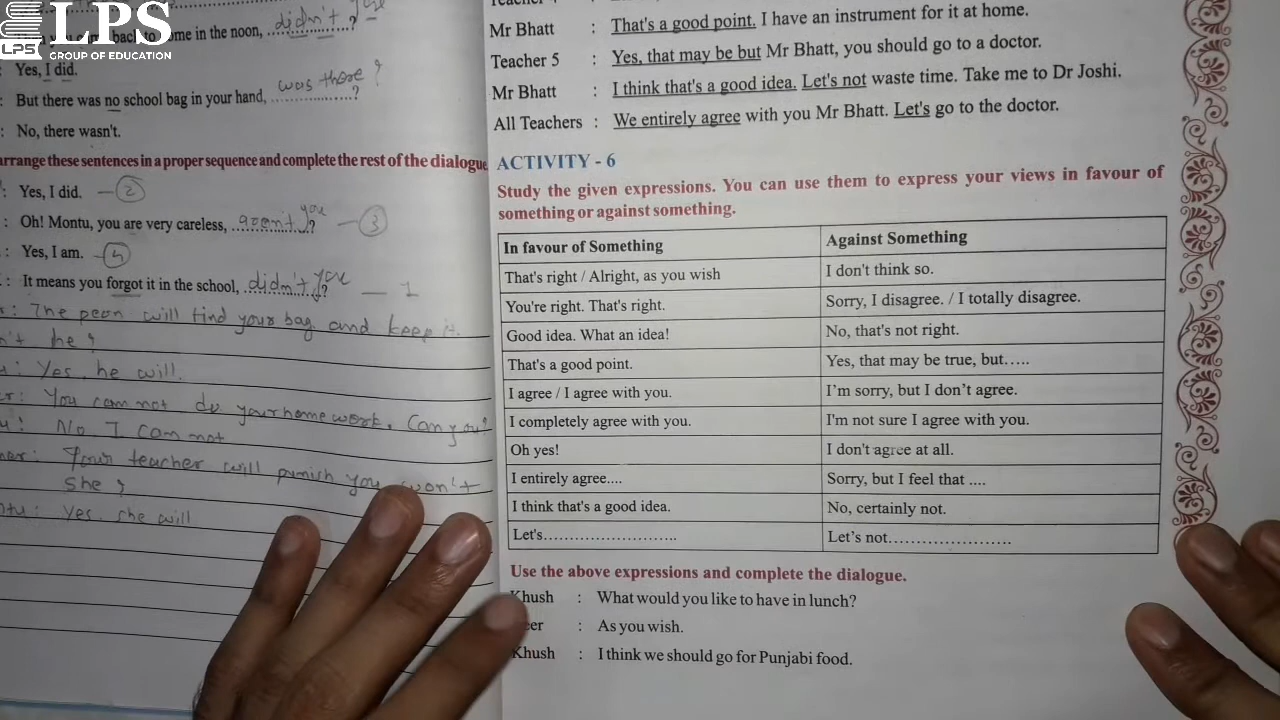 LPS
GROUP OF EDUCATION
LPS
back home in the noon, didn't ?
: Yes, I did.
: But there was no school bag in your hand, was there ?
: No, there wasn't.
arrange these sentences in a proper sequence and complete the rest of the dialogue
: Yes, I did. — 2
: Oh! Montu, you are very careless, aren't you ? — 3
: Yes, I am. — 4
: It means you forgot it in the school, didn't you ? — 1
: The peon will find your bag and keep it.
he ?
: Yes, he will.
: You can not do your home work. Can you?
: No I can not
: Your teacher will punish you won't
she ?
: Yes, she will
Mr Bhatt : That's a good point. I have an instrument for it at home.
Teacher 5 : Yes, that may be but Mr Bhatt, you should go to a doctor.
Mr Bhatt : I think that's a good idea. Let's not waste time. Take me to Dr Joshi.
All Teachers : We entirely agree with you Mr Bhatt. Let's go to the doctor.
ACTIVITY - 6
Study the given expressions. You can use them to express your views in favour of
something or against something.
In favour of Something Against Something
That's right / Alright, as you wish I don't think so.
You're right. That's right. Sorry, I disagree. / I totally disagree.
Good idea. What an idea! No, that's not right.
That's a good point. Yes, that may be true, but.....
I agree / I agree with you. I'm sorry, but I don't agree.
I completely agree with you. I'm not sure I agree with you.
Oh yes! I don't agree at all.
I entirely agree.... Sorry, but I feel that ....
I think that's a good idea. No, certainly not.
Let's........................... Let's not.........................
Use the above expressions and complete the dialogue.
Khush : What would you like to have in lunch?
: As you wish.
Khush : I think we should go for Punjabi food.